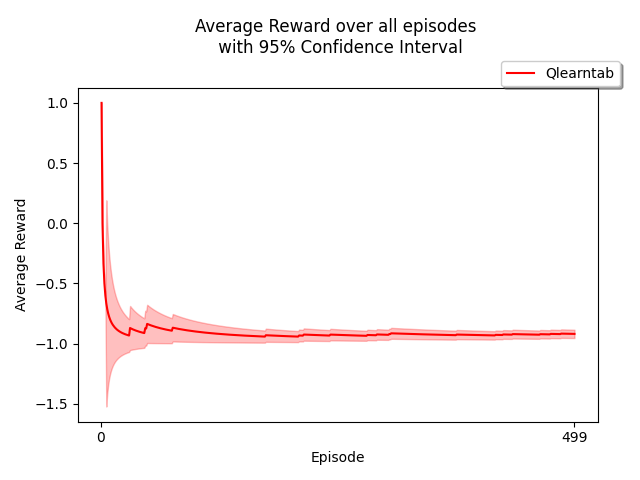 Average Reward over all episodes
with 95% Confidence Interval
Qlearntab
1.0
0.5
0.0
−0.5
−1.0
−1.5
Average Reward
0
499
Episode